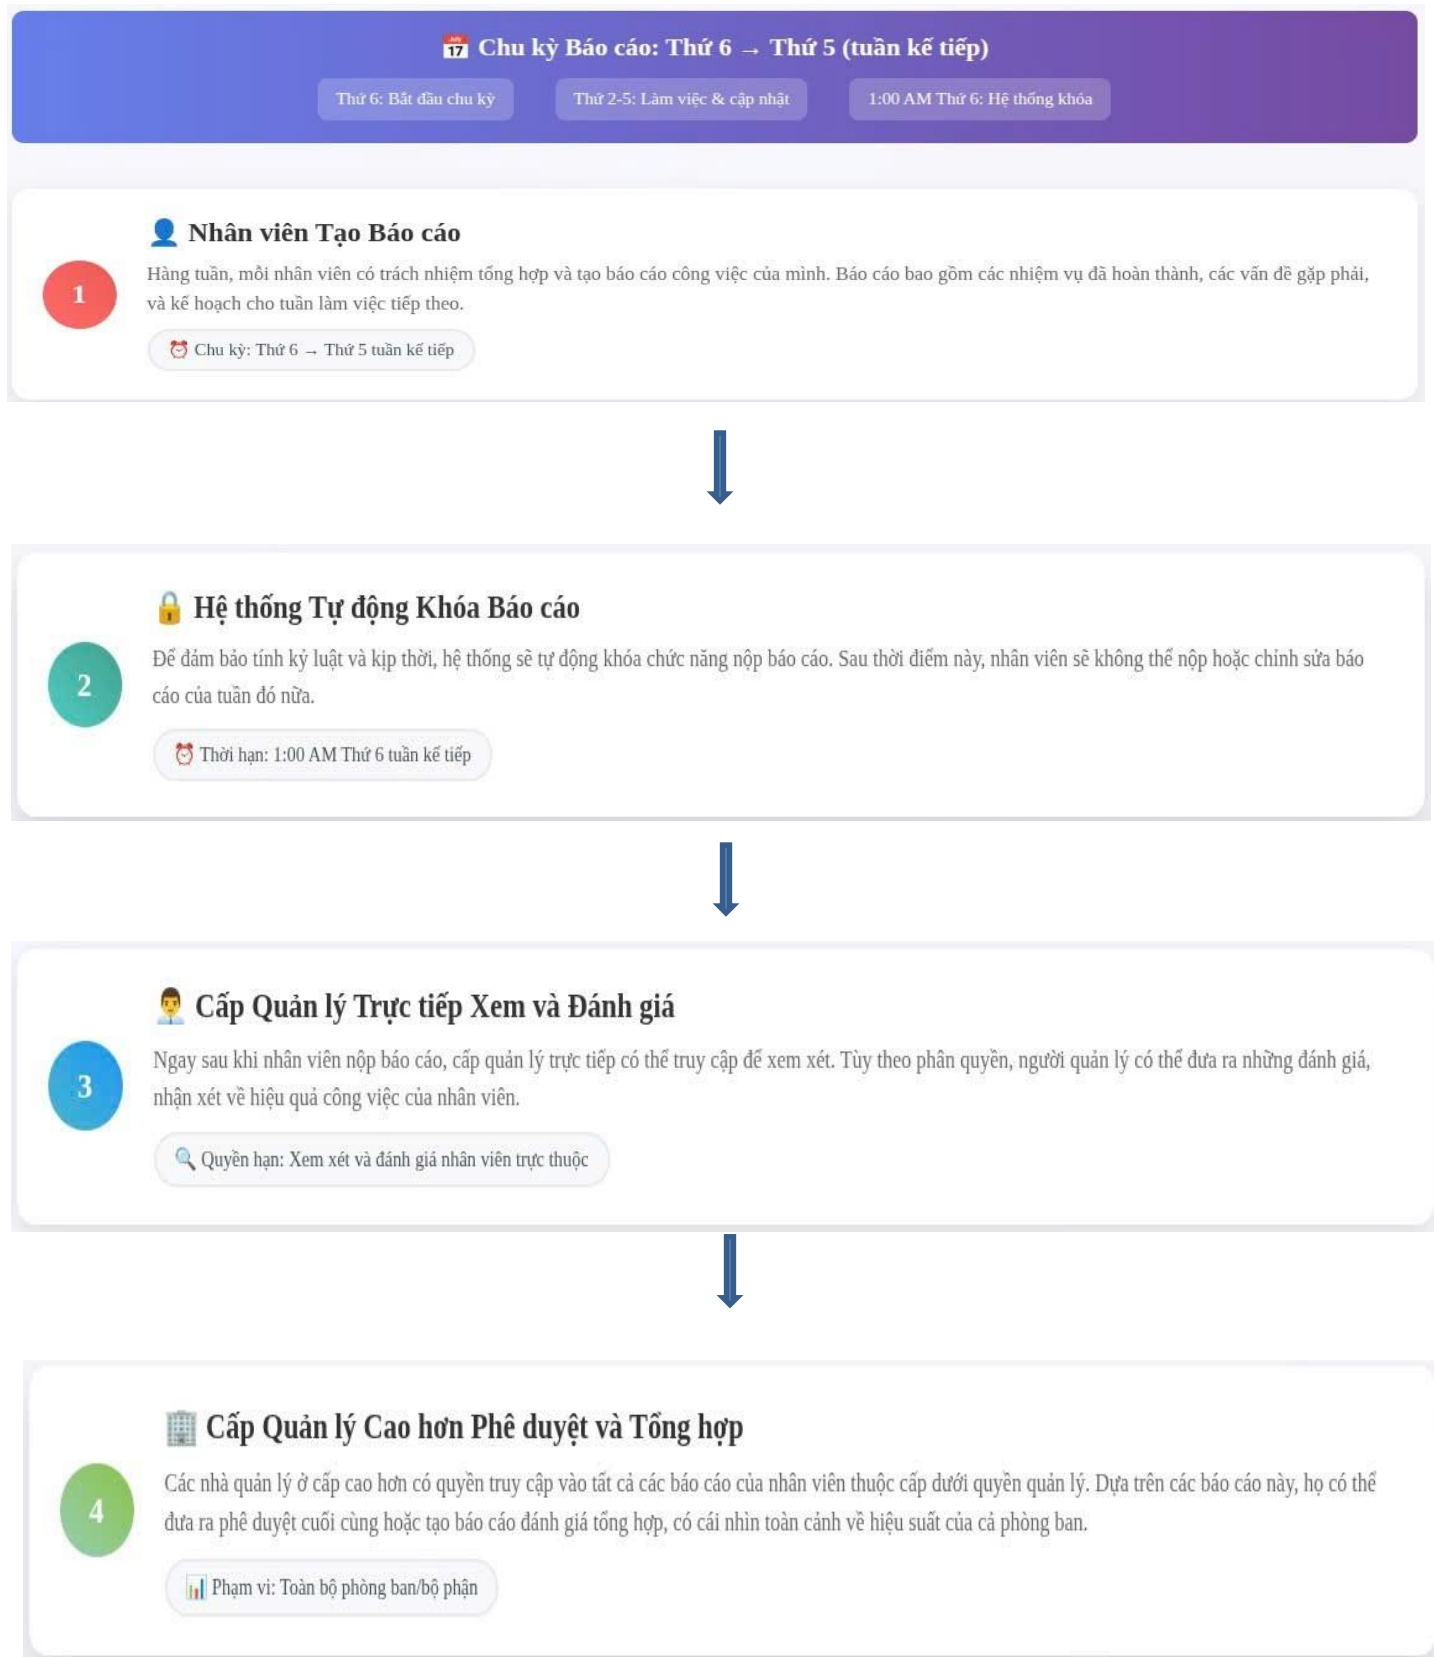 📅 Chu kỳ Báo cáo: Thứ 6 → Thứ 5 (tuần kế tiếp)
Thứ 6: Bắt đầu chu kỳ
Thứ 2-5: Làm việc & cập nhật
1:00 AM Thứ 6: Hệ thống khóa
1
👤 Nhân viên Tạo Báo cáo
Hàng tuần, mỗi nhân viên có trách nhiệm tổng hợp và tạo báo cáo công việc của mình. Báo cáo bao gồm các nhiệm vụ đã hoàn thành, các vấn đề gặp phải,
và kế hoạch cho tuần làm việc tiếp theo.
⏰ Chu kỳ: Thứ 6 → Thứ 5 tuần kế tiếp
2
🔒 Hệ thống Tự động Khóa Báo cáo
Để đảm bảo tính kỷ luật và kịp thời, hệ thống sẽ tự động khóa chức năng nộp báo cáo. Sau thời điểm này, nhân viên sẽ không thể nộp hoặc chỉnh sửa báo
cáo của tuần đó nữa.
⏰ Thời hạn: 1:00 AM Thứ 6 tuần kế tiếp
3
👨‍💼 Cấp Quản lý Trực tiếp Xem và Đánh giá
Ngay sau khi nhân viên nộp báo cáo, cấp quản lý trực tiếp có thể truy cập để xem xét. Tùy theo phân quyền, người quản lý có thể đưa ra những đánh giá,
nhận xét về hiệu quả công việc của nhân viên.
🔍 Quyền hạn: Xem xét và đánh giá nhân viên trực thuộc
4
🏢 Cấp Quản lý Cao hơn Phê duyệt và Tổng hợp
Các nhà quản lý ở cấp cao hơn có quyền truy cập vào tất cả các báo cáo của nhân viên thuộc cấp dưới quyền quản lý. Dựa trên các báo cáo này, họ có thể
đưa ra phê duyệt cuối cùng hoặc tạo báo cáo đánh giá tổng hợp, có cái nhìn toàn cảnh về hiệu suất của cả phòng ban.
📊 Phạm vi: Toàn bộ phòng ban/bộ phận